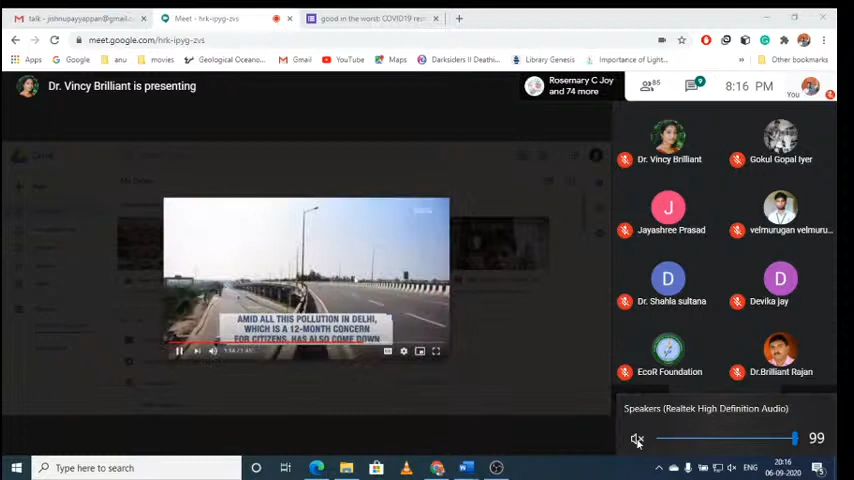 talk - jishnupayyappan@gmail.c
Meet - hrk-ipyg-zvs
good in the worst: COVID19 res
meet.google.com/hrk-ipyg-zvs
Apps
Google
anu
movies
Geological Oceano...
Gmail
YouTube
Maps
Darksiders II Deathi...
Library Genesis
Importance of Light...
Other bookmarks
Dr. Vincy Brilliant is presenting
Rosemary C Joy
and 74 more
85
9
8:16 PM
You
Dr. Vincy Brilliant
Gokul Gopal Iyer
J
Jayashree Prasad
velmurugan velmuru...
D
Dr. Shahla sultana
D
Devika jay
EcoR Foundation
Dr.Brilliant Rajan
AMID ALL THIS POLLUTION IN DELHI,
WHICH IS A 12-MONTH CONCERN
FOR CITIZENS, HAS ALSO COME DOWN
Speakers (Realtek High Definition Audio)
99
Type here to search
ENG
20:16
06-09-2020